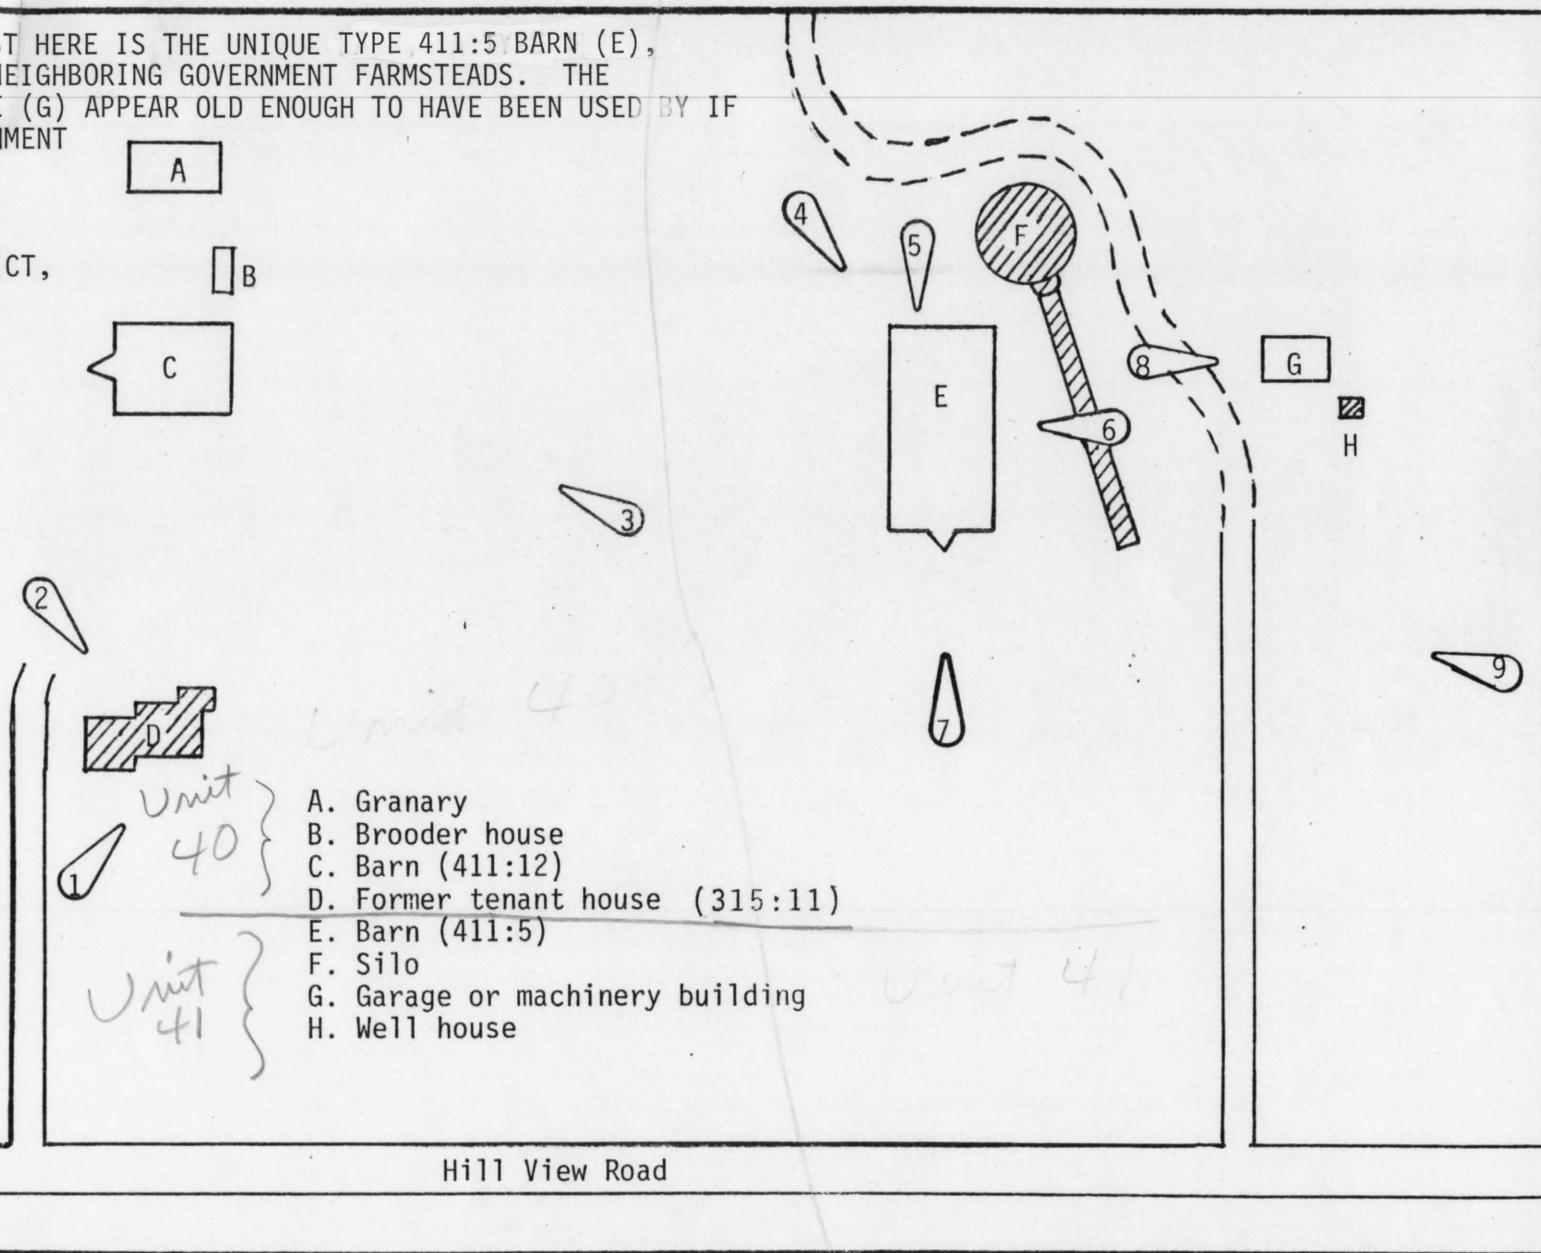 ST HERE IS THE UNIQUE TYPE 411:5 BARN (E),
NEIGHBORING GOVERNMENT FARMSTEADS. THE
(G) APPEAR OLD ENOUGH TO HAVE BEEN USED BY IF
NMENT
A
4
5
F
CT,
B
C
8
G
E
6
H
3
2
9
D
7
Unit 40
Unit
40
1
A. Granary
B. Brooder house
C. Barn (411:12)
D. Former tenant house (315:11)
E. Barn (411:5)
F. Silo
G. Garage or machinery building
H. Well house
Unit
41
Unit 41
Hill View Road